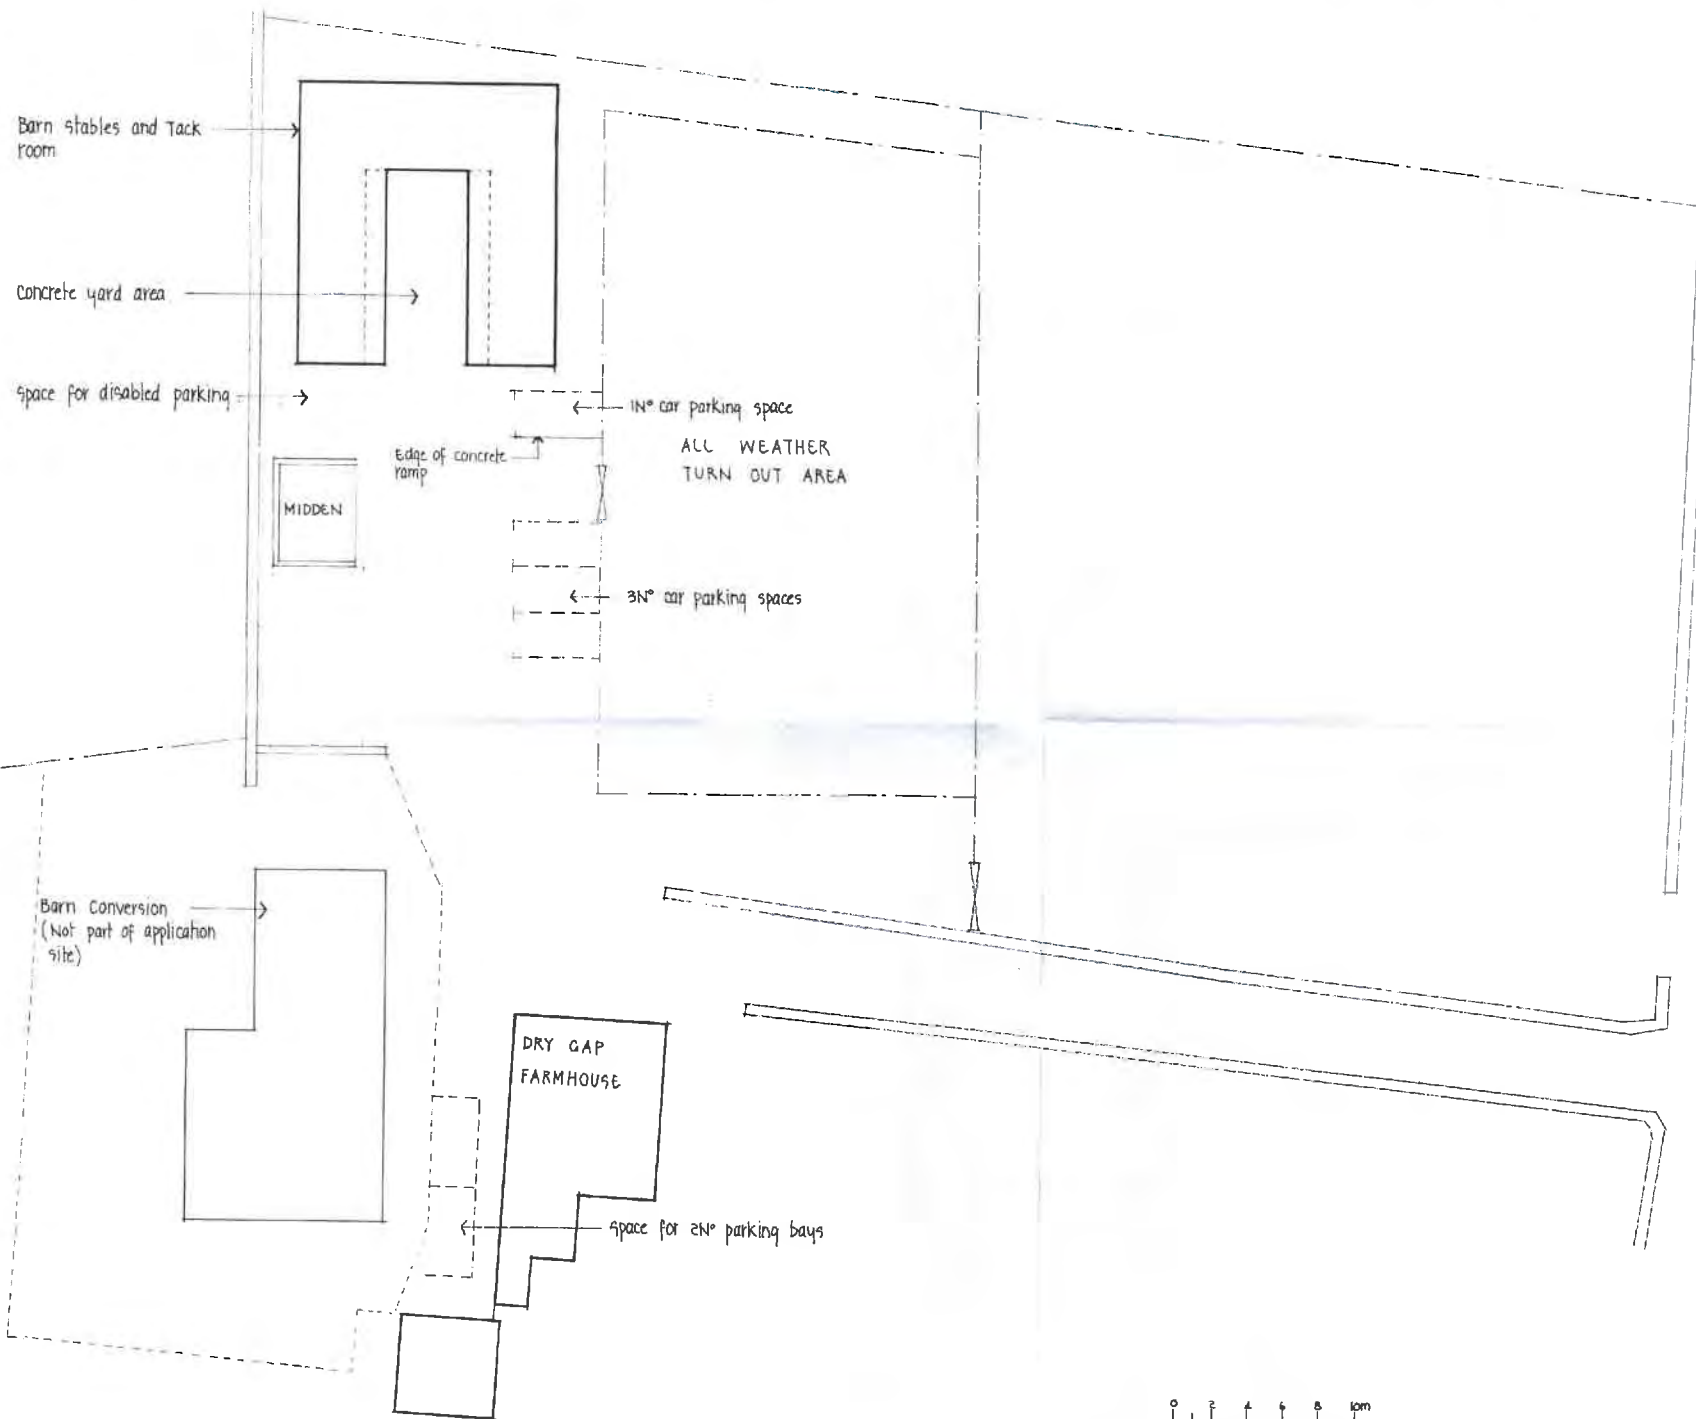 Barn stables and Tack
room
Concrete yard area
Space for disabled parking
1N° car parking space
Edge of concrete
ramp
ALL WEATHER
TURN OUT AREA
MIDDEN
3N° car parking spaces
Barn Conversion
(Not part of application
site)
DRY GAP
FARMHOUSE
Space for 2N° parking bays
0 2 4 6 8 10m